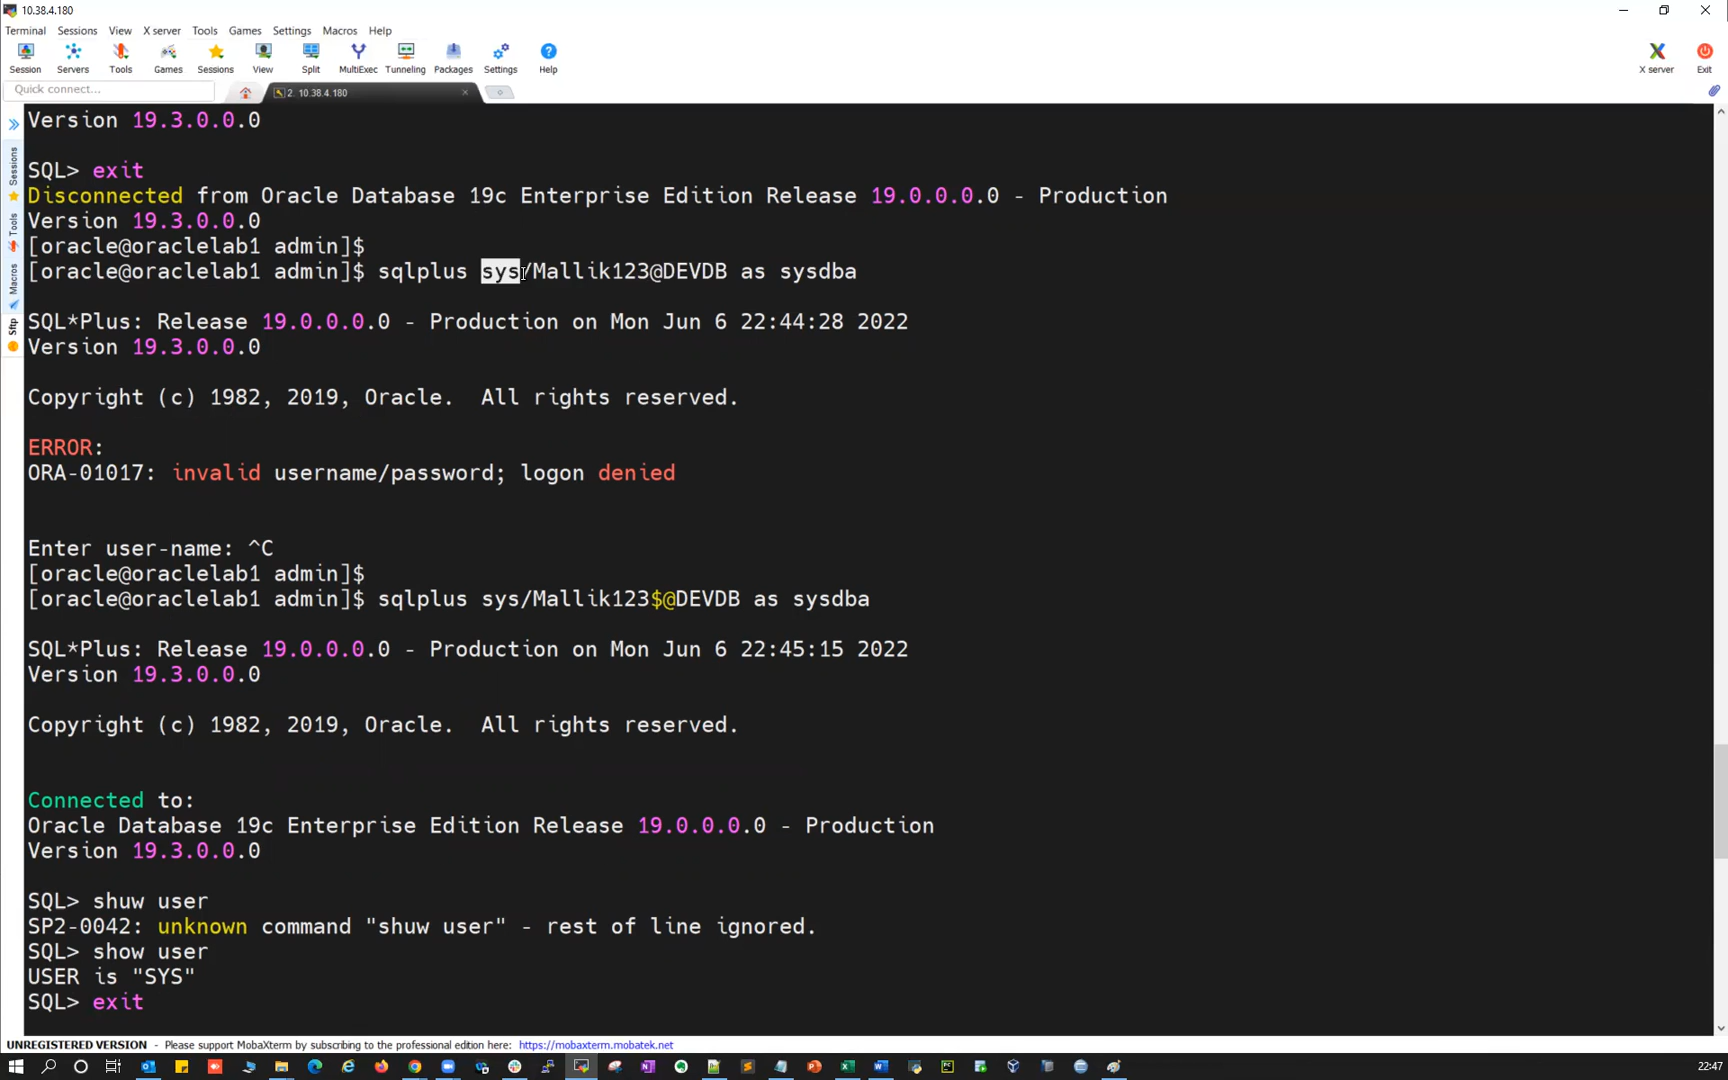 10.38.4.180
Terminal Sessions View X server Tools Games Settings Macros Help
Session Servers Tools Games Sessions View Split MultiExec Tunneling Packages Settings Help X server Exit
Quick connect...
2. 10.38.4.180
Sessions
Tools
Macros
Sftp
Version 19.3.0.0.0
SQL> exit
Disconnected from Oracle Database 19c Enterprise Edition Release 19.0.0.0.0 - Production
Version 19.3.0.0.0
[oracle@oraclelab1 admin]$
[oracle@oraclelab1 admin]$ sqlplus sys/Mallik123@DEVDB as sysdba
SQL*Plus: Release 19.0.0.0.0 - Production on Mon Jun 6 22:44:28 2022
Version 19.3.0.0.0
Copyright (c) 1982, 2019, Oracle. All rights reserved.
ERROR:
ORA-01017: invalid username/password; logon denied
Enter user-name: ^C
[oracle@oraclelab1 admin]$
[oracle@oraclelab1 admin]$ sqlplus sys/Mallik123$@DEVDB as sysdba
SQL*Plus: Release 19.0.0.0.0 - Production on Mon Jun 6 22:45:15 2022
Version 19.3.0.0.0
Copyright (c) 1982, 2019, Oracle. All rights reserved.
Connected to:
Oracle Database 19c Enterprise Edition Release 19.0.0.0.0 - Production
Version 19.3.0.0.0
SQL> shuw user
SP2-0042: unknown command "shuw user" - rest of line ignored.
SQL> show user
USER is "SYS"
SQL> exit
UNREGISTERED VERSION - Please support MobaXterm by subscribing to the professional edition here: https://mobaxterm.mobatek.net
22:47